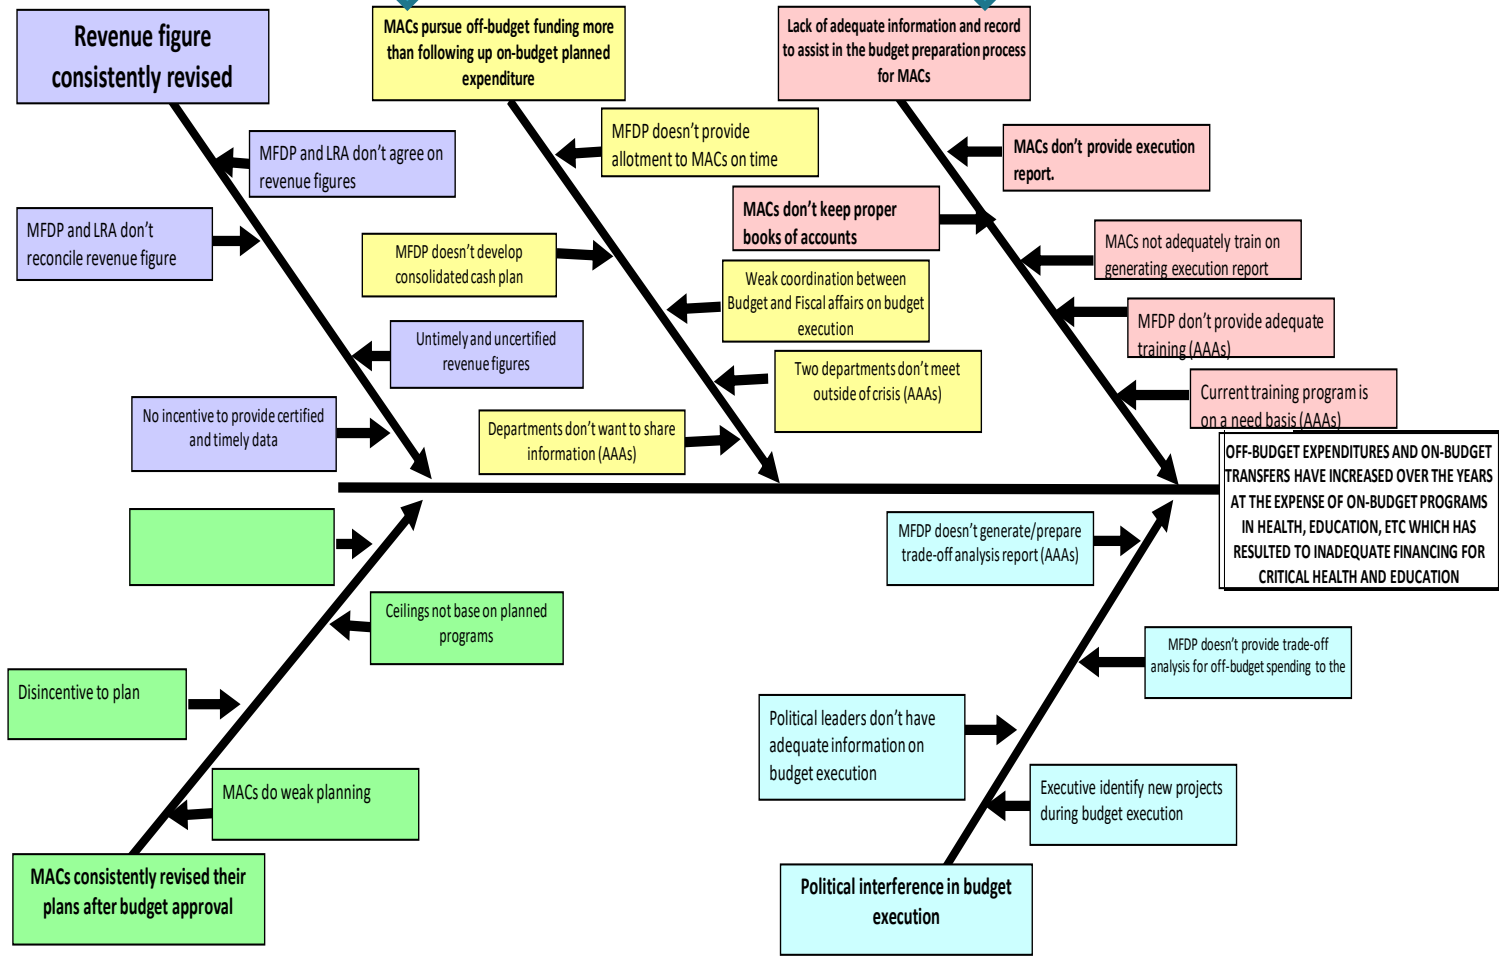 Revenue figure
consistently revised
MACs pursue off-budget funding more
than following up on-budget planned
expenditure
Lack of adequate information and record
to assist in the budget preparation process
for MACs
MFDP and LRA don't agree on
revenue figures
MFDP and LRA don't
reconcile revenue figure
Untimely and uncertified
revenue figures
No incentive to provide certified
and timely data
MFDP doesn't provide
allotment to MACs on time
MFDP doesn't develop
consolidated cash plan
Weak coordination between
Budget and Fiscal affairs on budget
execution
Two departments don't meet
outside of crisis (AAAs)
Departments don't want to share
information (AAAs)
MACs don't provide execution
report.
MACs don't keep proper
books of accounts
MACs not adequately train on
generating execution report
MFDP don't provide adequate
training (AAAs)
Current training program is
on a need basis (AAAs)
OFF-BUDGET EXPENDITURES AND ON-BUDGET
TRANSFERS HAVE INCREASED OVER THE YEARS
AT THE EXPENSE OF ON-BUDGET PROGRAMS
IN HEALTH, EDUCATION, ETC WHICH HAS
RESULTED TO INADEQUATE FINANCING FOR
CRITICAL HEALTH AND EDUCATION
Ceilings not base on planned
programs
Disincentive to plan
MACs do weak planning
MACs consistently revised their
plans after budget approval
MFDP doesn't generate/prepare
trade-off analysis report (AAAs)
MFDP doesn't provide trade-off
analysis for off-budget spending to the
Political leaders don't have
adequate information on
budget execution
Executive identify new projects
during budget execution
Political interference in budget
execution